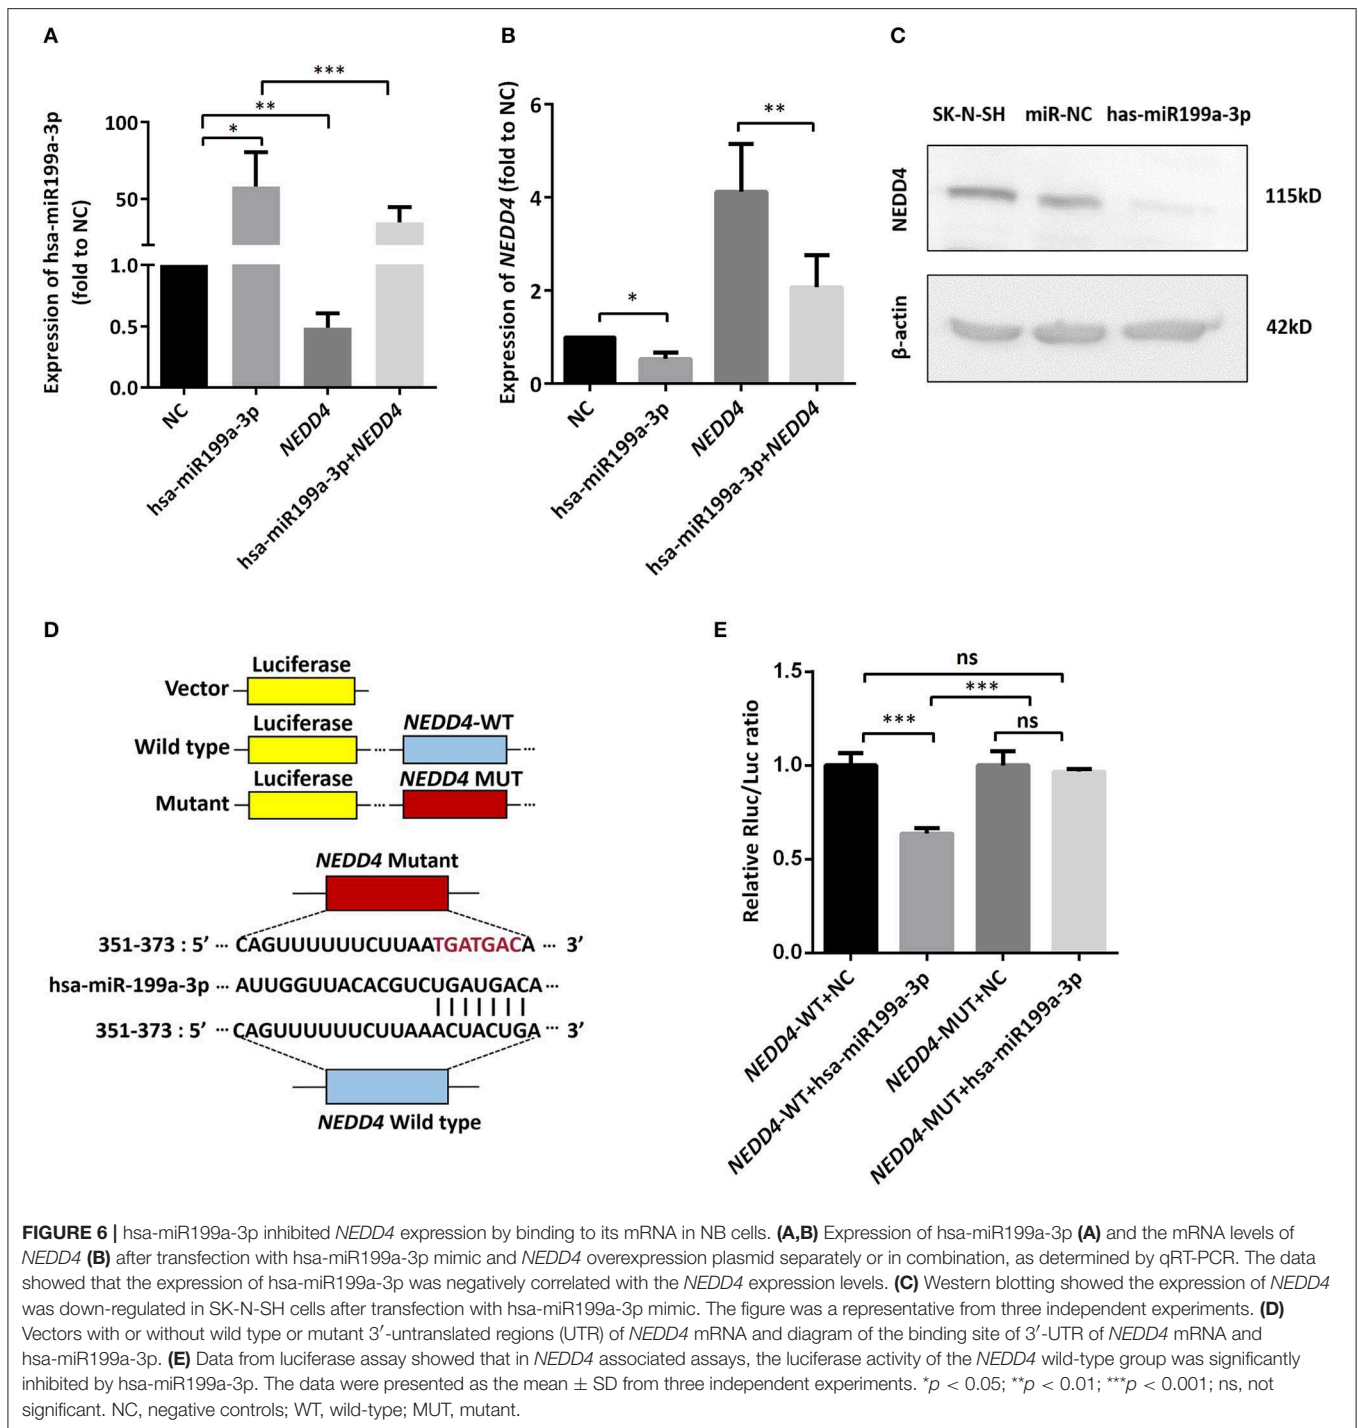 A
Expression of hsa-miR199a-3p
(fold to NC)
***
**
*
100
50
1.0
0.5
0.0
NC
hsa-miR199a-3p
NEDD4
hsa-miR199a-3p+NEDD4
B
Expression of NEDD4 (fold to NC)
**
*
6
4
2
0
NC
hsa-miR199a-3p
NEDD4
hsa-miR199a-3p+NEDD4
C
SK-N-SH miR-NC has-miR199a-3p
NEDD4
115kD
β-actin
42kD
D
Luciferase
Vector
Luciferase NEDD4-WT
Wild type ... ...
Luciferase NEDD4 MUT
Mutant ... ...
NEDD4 Mutant
351-373 : 5′ ··· CAGUUUUUUCUUAATGATGACA ··· 3′
hsa-miR-199a-3p ··· AUUGGUUACACGUCUGAUGACA ···
351-373 : 5′ ··· CAGUUUUUUCUUAAACUACUGA ··· 3′
NEDD4 Wild type
E
Relative Rluc/Luc ratio
ns
***
*** ns
1.5
1.0
0.5
0.0
NEDD4-WT+NC
NEDD4-WT+hsa-miR199a-3p
NEDD4-MUT+NC
NEDD4-MUT+hsa-miR199a-3p
FIGURE 6 | hsa-miR199a-3p inhibited NEDD4 expression by binding to its mRNA in NB cells. (A,B) Expression of hsa-miR199a-3p (A) and the mRNA levels of
NEDD4 (B) after transfection with hsa-miR199a-3p mimic and NEDD4 overexpression plasmid separately or in combination, as determined by qRT-PCR. The data
showed that the expression of hsa-miR199a-3p was negatively correlated with the NEDD4 expression levels. (C) Western blotting showed the expression of NEDD4
was down-regulated in SK-N-SH cells after transfection with hsa-miR199a-3p mimic. The figure was a representative from three independent experiments. (D)
Vectors with or without wild type or mutant 3′-untranslated regions (UTR) of NEDD4 mRNA and diagram of the binding site of 3′-UTR of NEDD4 mRNA and
hsa-miR199a-3p. (E) Data from luciferase assay showed that in NEDD4 associated assays, the luciferase activity of the NEDD4 wild-type group was significantly
inhibited by hsa-miR199a-3p. The data were presented as the mean ± SD from three independent experiments. *p < 0.05; **p < 0.01; ***p < 0.001; ns, not
significant. NC, negative controls; WT, wild-type; MUT, mutant.